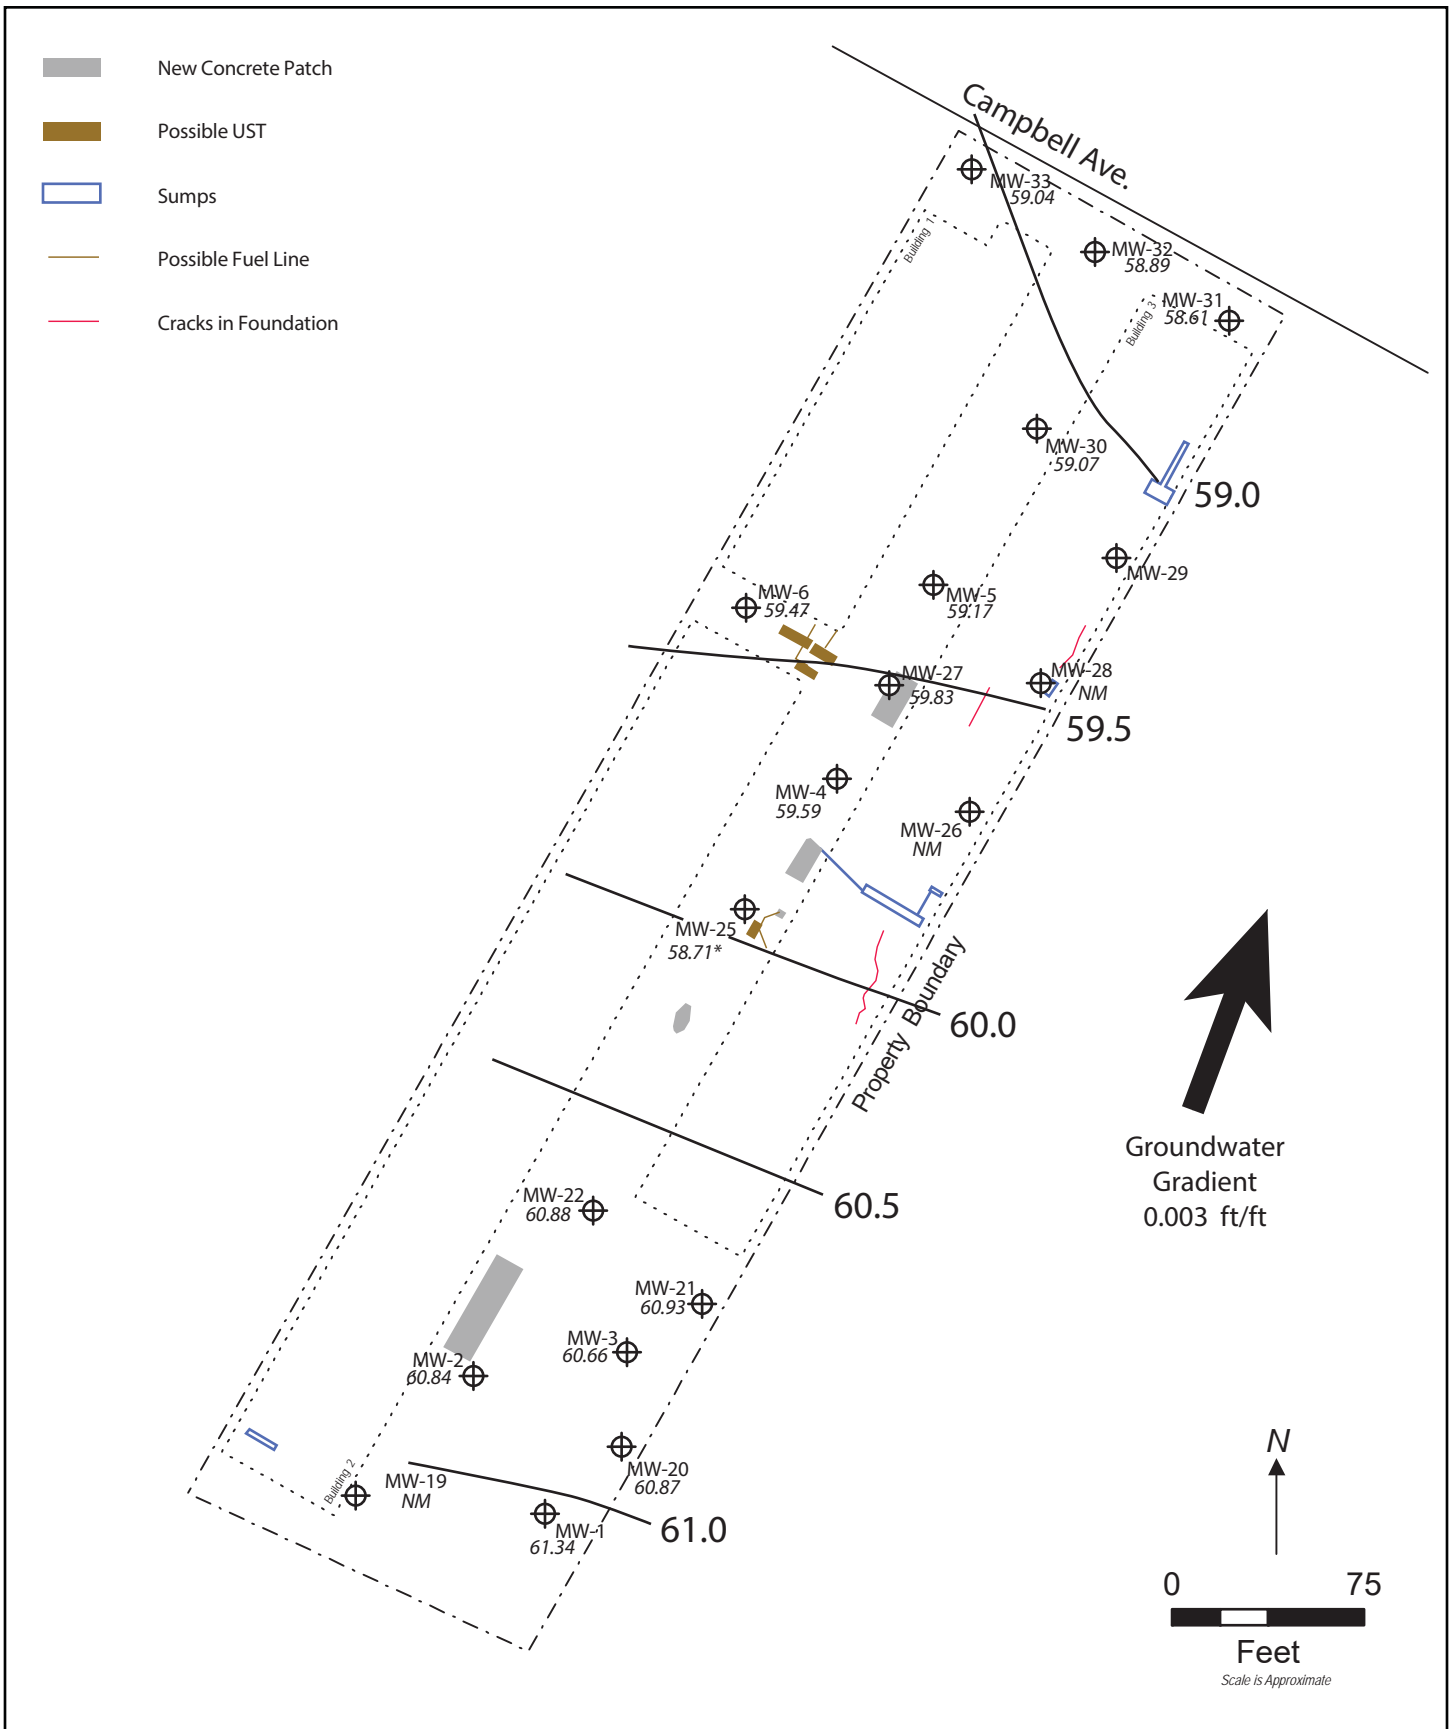 New Concrete Patch
Possible UST
Sumps
Possible Fuel Line
Cracks in Foundation
Campbell Ave.
MW-33
59.04
Building 1
MW-32
58.89
MW-31
58.61
Building 3
MW-30
59.07
59.0
MW-29
MW-6
59.47
MW-5
59.17
MW-27
59.83
MW-28
NM
59.5
MW-4
59.59
MW-26
NM
MW-25
58.71*
Property Boundary
60.0
Groundwater
Gradient
0.003 ft/ft
MW-22
60.88
60.5
MW-21
60.93
MW-3
60.66
MW-2
60.84
MW-20
60.87
Building 2
MW-19
NM
MW-1
61.34
61.0
N
0 75
Feet
Scale is Approximate